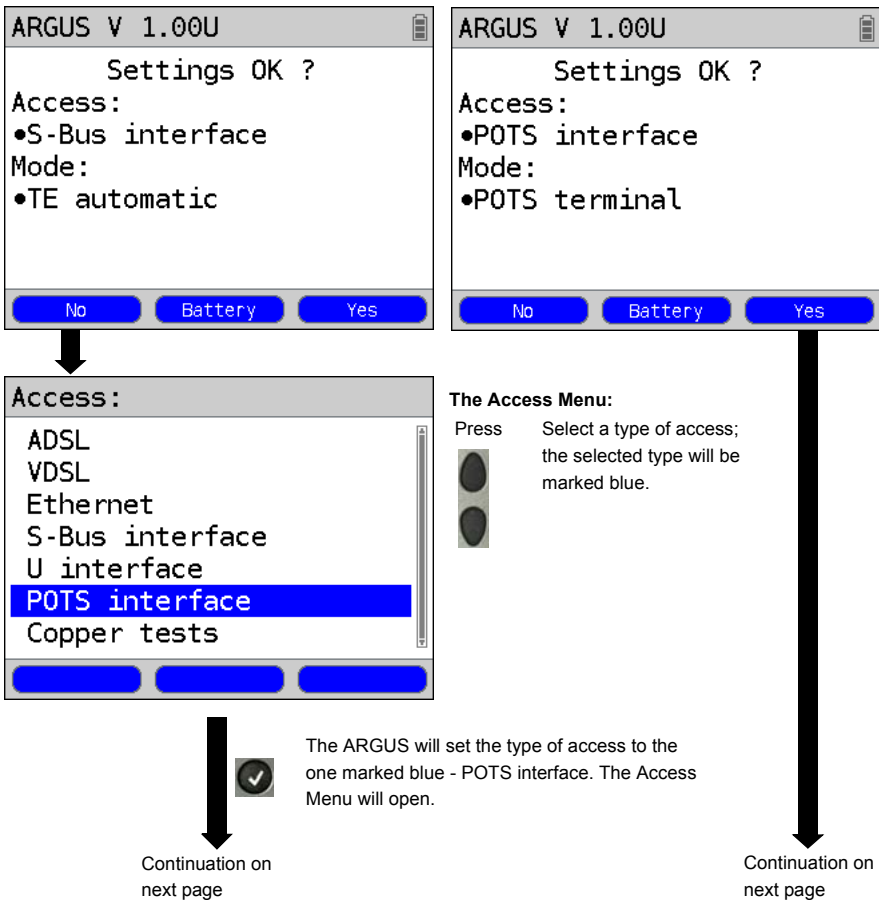 ARGUS V 1.00U
Settings OK ?
Access:
•S-Bus interface
Mode:
•TE automatic
No Battery Yes
ARGUS V 1.00U
Settings OK ?
Access:
•POTS interface
Mode:
•POTS terminal
No Battery Yes
Access:
ADSL
VDSL
Ethernet
S-Bus interface
U interface
POTS interface
Copper tests
The Access Menu:
Press
Select a type of access;
the selected type will be
marked blue.
The ARGUS will set the type of access to the
one marked blue - POTS interface. The Access
Menu will open.
Continuation on
next page
Continuation on
next page